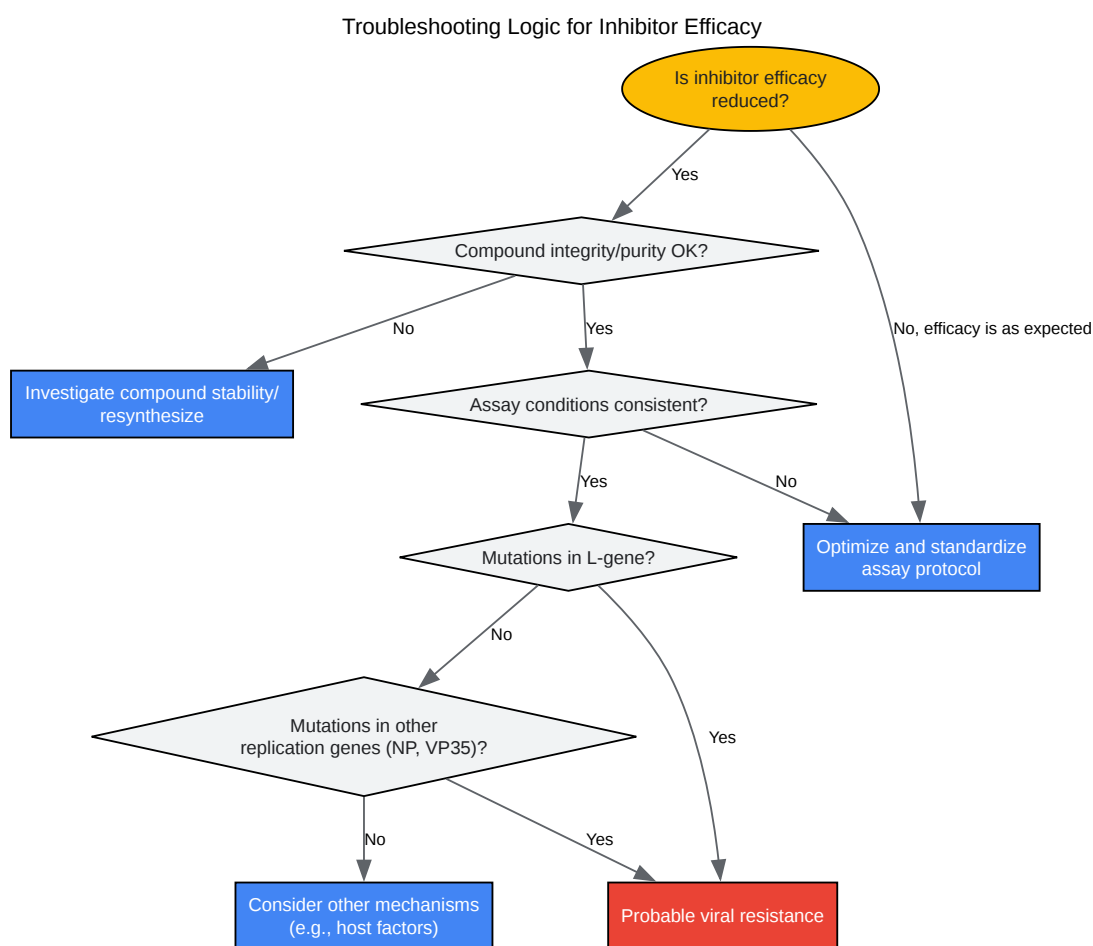 Troubleshooting Logic for Inhibitor Efficacy
Is inhibitor efficacy
reduced?
Yes
Compound integrity/purity OK?
No
Yes
No, efficacy is as expected
Investigate compound stability/
resynthesize
Assay conditions consistent?
Yes
No
Mutations in L-gene?
Optimize and standardize
assay protocol
No
Mutations in other
replication genes (NP, VP35)?
Yes
No
Yes
Consider other mechanisms
(e.g., host factors)
Probable viral resistance